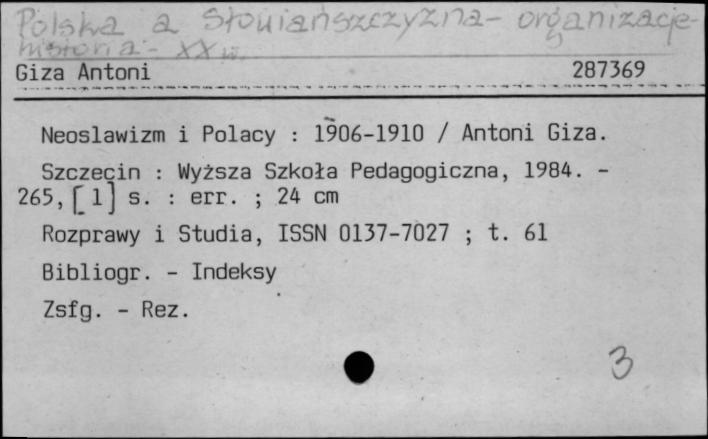 Polska a Słowiańszczyzna - organizacje -
historia - XX w.
Giza Antoni 287369
Neoslawizm i Polacy : 1906-1910 / Antoni Giza.
Szczecin : Wyższa Szkoła Pedagogiczna, 1984. -
265, [1] s. : err. ; 24 cm
Rozprawy i Studia, ISSN 0137-7027 ; t. 61
Bibliogr. - Indeksy
Zsfg. - Rez.
3